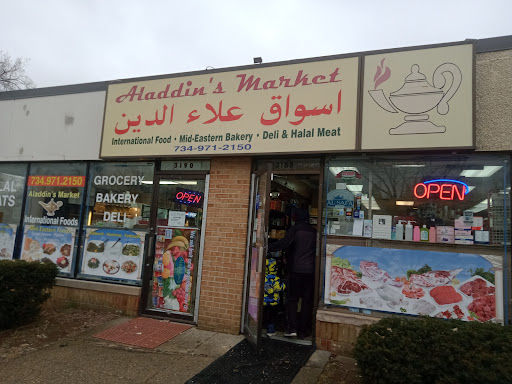 Aladdin's Market
اسواق علاء الدين
International Food • Mid-Eastern Bakery • Deli & Halal Meat
734-971-2150
3190
OPEN
OPEN
734.971.2150
Aladdin's Market
International Foods
GROCERY
BAKERY
DELI